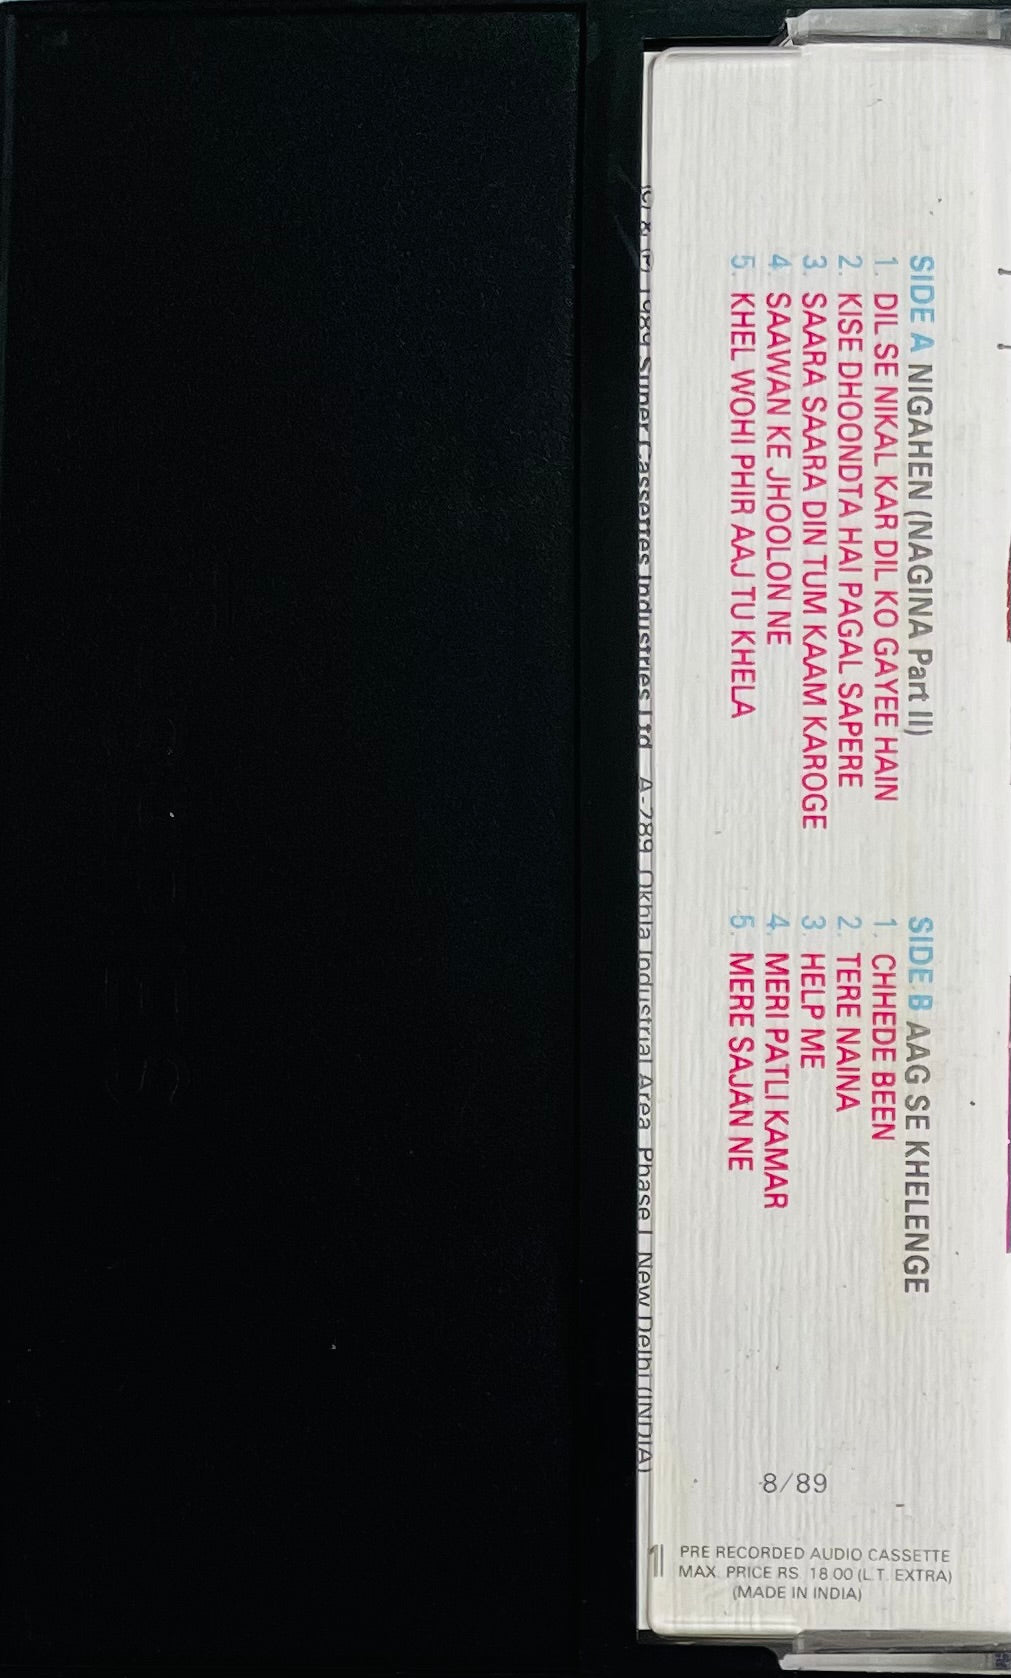 SIDE A NIGAHEN (NAGINA Part II)
1. DIL SE NIKAL KAR DIL KO GAYEE HAIN
2. KISE DHOONDTA HAI PAGAL SAPERE
3. SAARA SAARA DIN TUM KAAM KAROGE
4. SAAWAN KE JHOOLON NE
5. KHEL WOHI PHIR AAJ TU KHELA
SIDE B AAG SE KHELENGE
1. CHHEDE BEEN
2. TERE NAINA
3. HELP ME
4. MERI PATLI KAMAR
5. MERE SAJAN NE
(C) & (P) 1989 Super Cassettes Industries Ltd A-289 Okhla Industrial Area Phase I New Delhi (INDIA)
8/89
PRE RECORDED AUDIO CASSETTE
MAX. PRICE RS. 18.00 (L.T. EXTRA)
(MADE IN INDIA)